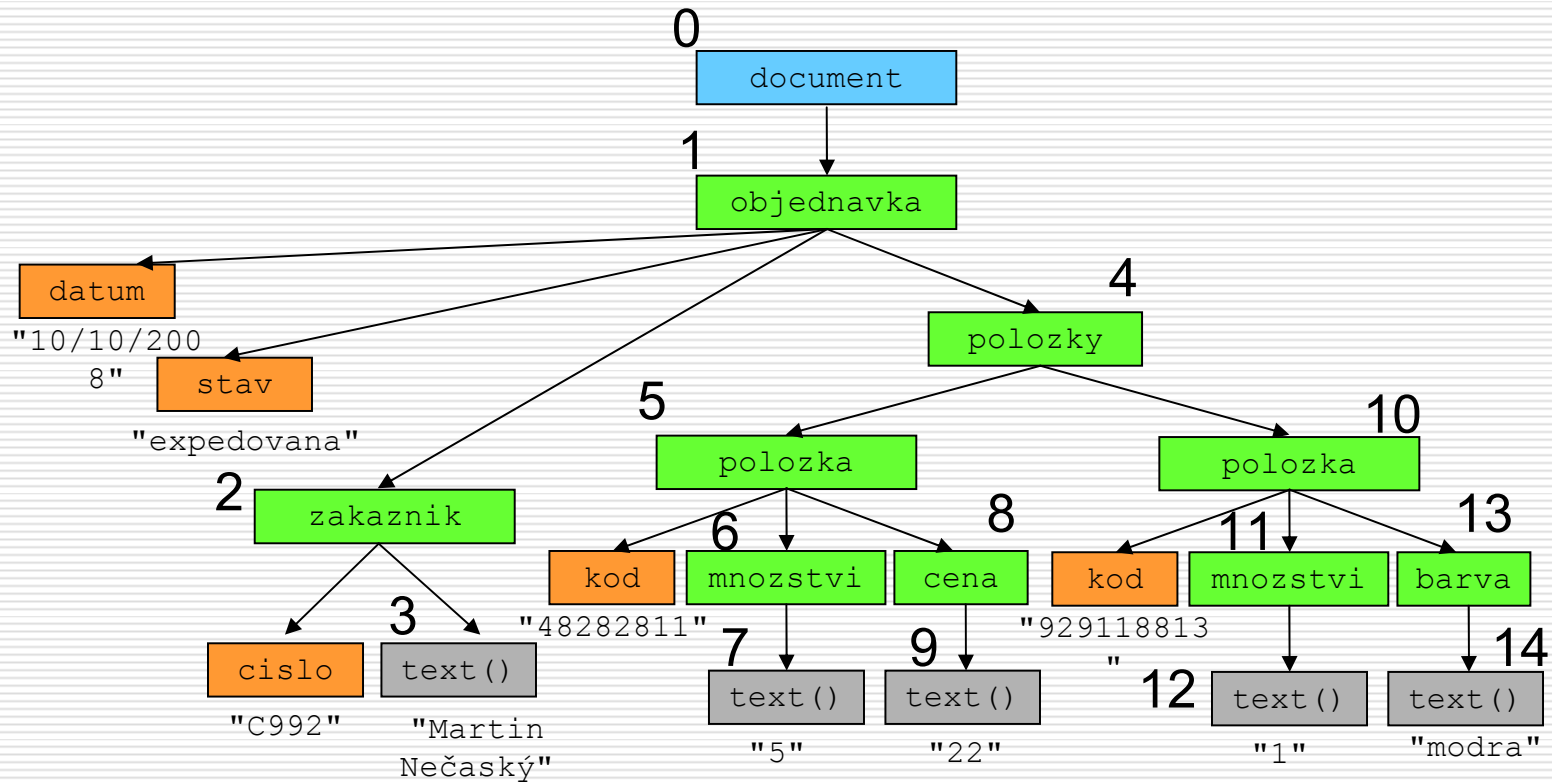 0
document
1
objednavka
datum
"10/10/200
8"
stav
"expedovana"
4
polozky
5
polozka
10
polozka
2
zakaznik
cislo
"C992"
3
text()
"Martin
Nečaský"
kod
"48282811"
6
mnozstvi
8
cena
7
text()
"5"
9
text()
"22"
kod
"929118813
"
11
mnozstvi
13
barva
12
text()
"1"
14
text()
"modra"